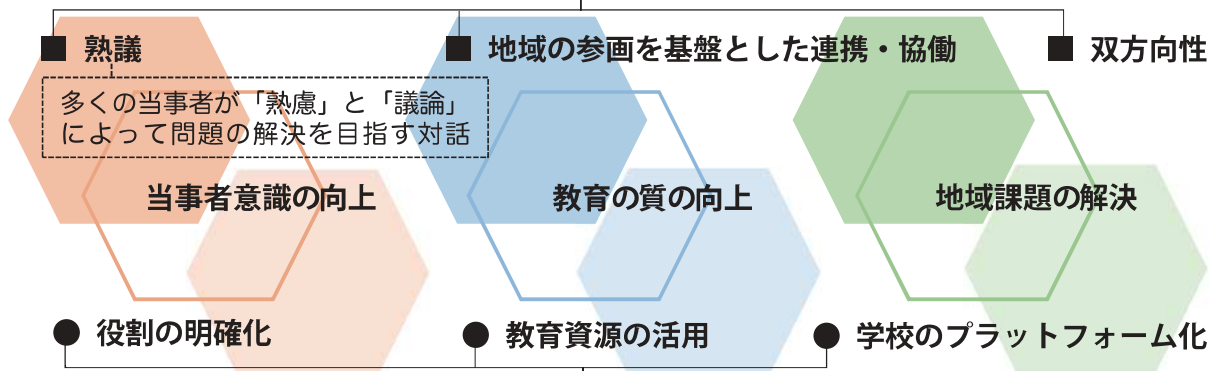 ■ 熟議
■ 地域の参画を基盤とした連携・協働
■ 双方向性
多くの当事者が「熟慮」と「議論」
によって問題の解決を目指す対話
当事者意識の向上
教育の質の向上
地域課題の解決
● 役割の明確化
● 教育資源の活用
● 学校のプラットフォーム化